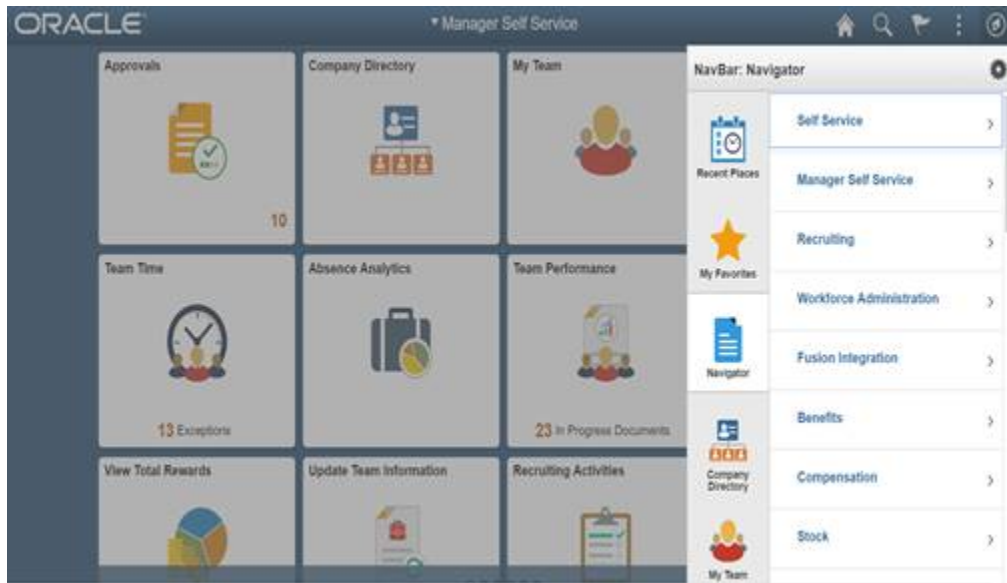 ORACLE
Manager Self Service
Approvals
10
Company Directory
My Team
Team Time
13 Exceptions
Absence Analytics
Team Performance
23 In Progress Documents
View Total Rewards
Update Team Information
Recruiting Activities
NavBar: Navigator
Recent Places
My Favorites
Navigator
Company
Directory
My Team
Self Service
Manager Self Service
Recruiting
Workforce Administration
Fusion Integration
Benefits
Compensation
Stock